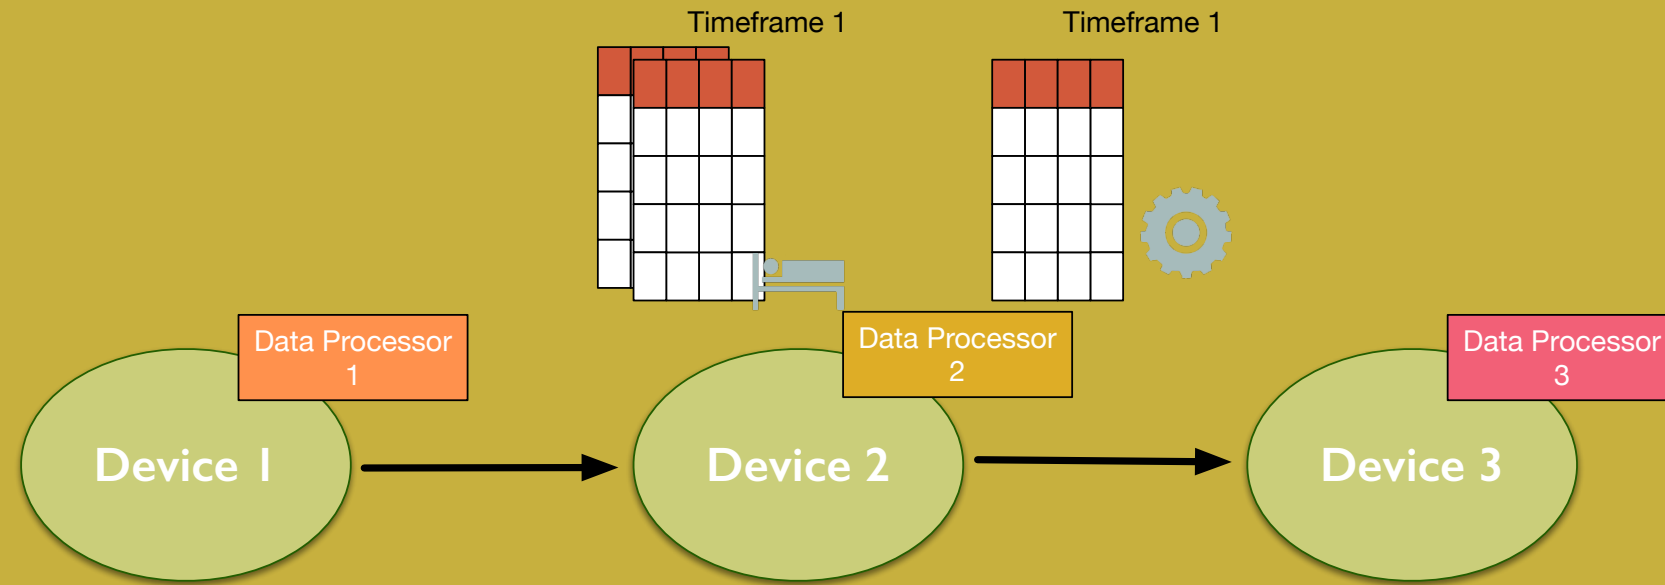 Timeframe 1
Timeframe 1
Data Processor
1
Data Processor
2
Data Processor
3
Device 1
Device 2
Device 3